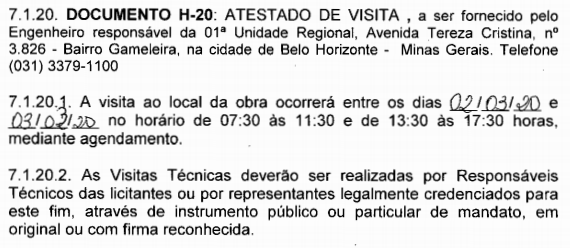 7.1.20. DOCUMENTO H-20: ATESTADO DE VISITA , a ser fornecido pelo
Engenheiro responsável da 01ª Unidade Regional, Avenida Tereza Cristina, nº
3.826 - Bairro Gameleira, na cidade de Belo Horizonte - Minas Gerais. Telefone
(031) 3379-1100
7.1.20.1. A visita ao local da obra ocorrerá entre os dias 02/03/20 e
03/03/20 no horário de 07:30 às 11:30 e de 13:30 às 17:30 horas,
mediante agendamento.
7.1.20.2. As Visitas Técnicas deverão ser realizadas por Responsáveis
Técnicos das licitantes ou por representantes legalmente credenciados para
este fim, através de instrumento público ou particular de mandato, em
original ou com firma reconhecida.